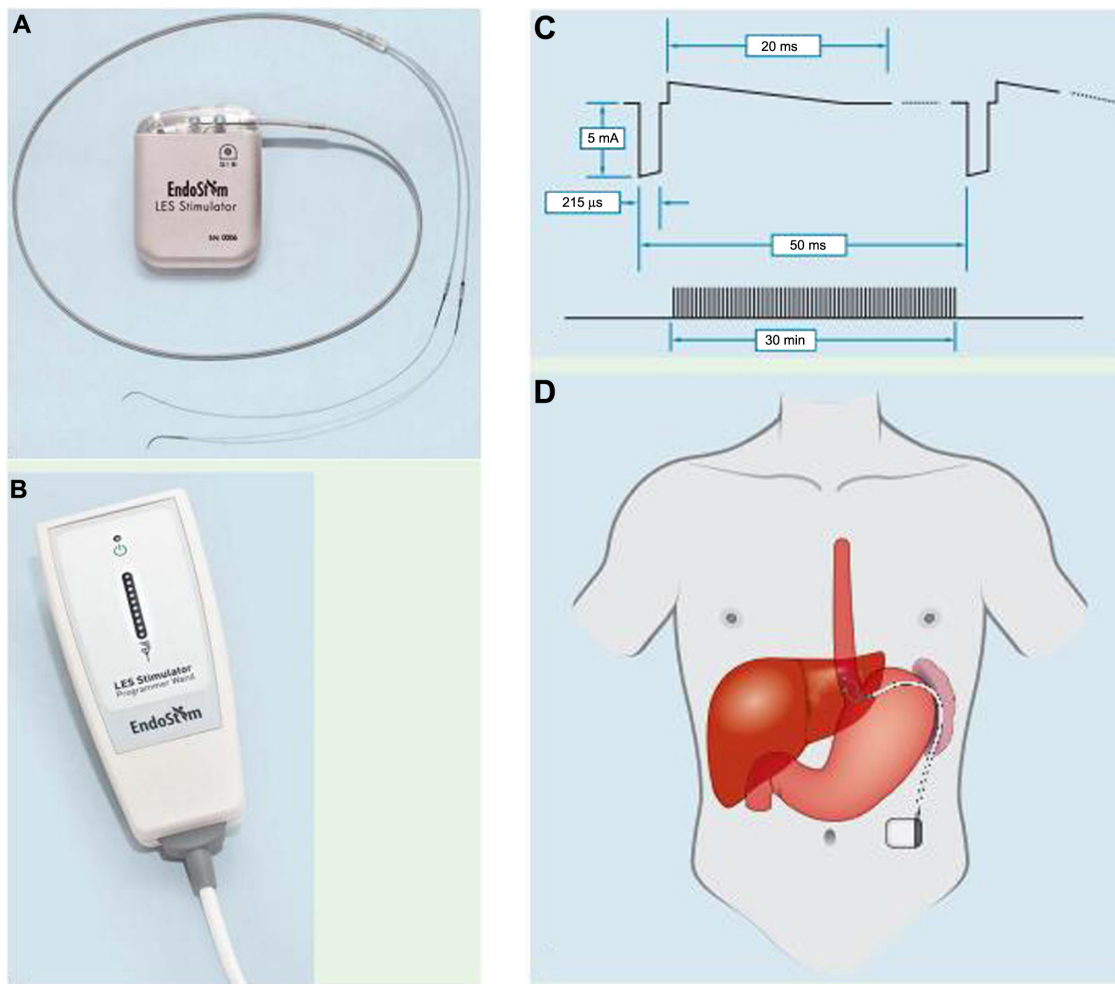 A
EndoStim
LES Stimulator
SN 0006
B
LES Stimulator
Programmer Wand
EndoStim
C
20 ms
5 mA
215 μs
50 ms
30 min
D